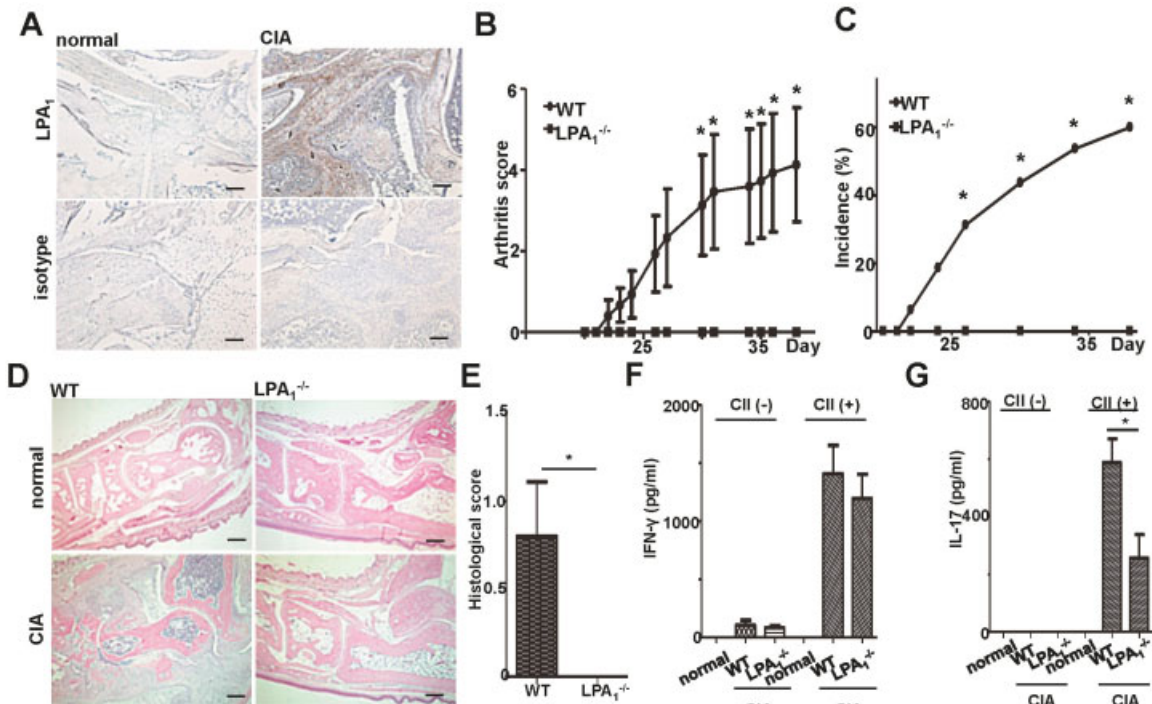 A
normal
CIA
LPA₁
isotype
B
WT
LPA₁⁻/⁻
* * * * * *
Arthritis score
6
4
2
0
25
35
Day
C
WT
LPA₁⁻/⁻
* * * *
Incidence (%)
60
40
20
0
25
35
Day
D
WT
LPA₁⁻/⁻
normal
CIA
E
Histological score
1.5
1.0
0.5
0
*
WT
LPA₁⁻/⁻
F
CII (-)
CII (+)
IFN-γ (pg/ml)
2000
1000
0
normal
WT
LPA₁⁻/⁻
normal
WT
LPA₁⁻/⁻
G
CII (-)
CII (+)
*
IL-17 (pg/ml)
800
400
0
normal
WT
LPA₁⁻/⁻
normal
WT
LPA₁⁻/⁻
CIA
CIA